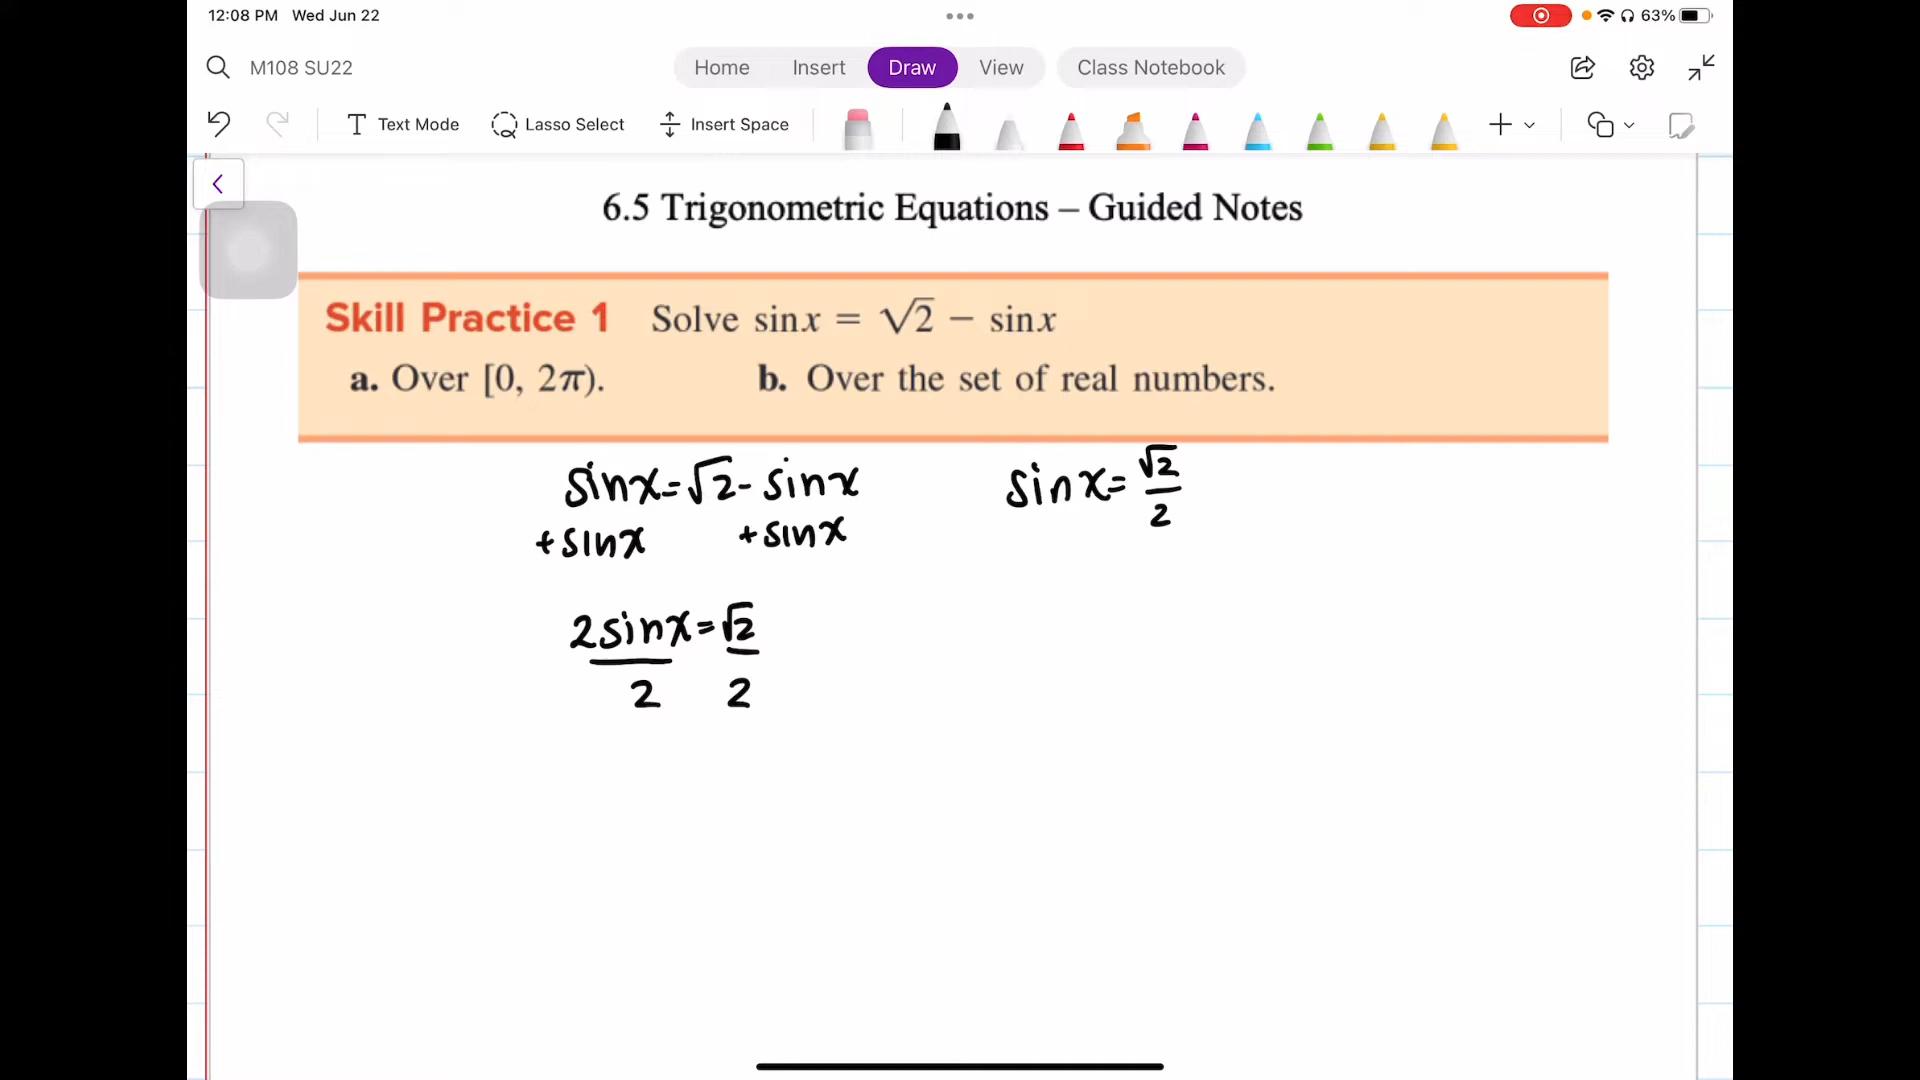 12:08 PM Wed Jun 22
63%
M108 SU22
Home Insert Draw View Class Notebook
Text Mode Lasso Select Insert Space
6.5 Trigonometric Equations – Guided Notes
Skill Practice 1 Solve sin x = √2 − sin x
a. Over [0, 2π). b. Over the set of real numbers.
sinx=√2-sinx sinx=√2/2
+sinx +sinx
2sinx=√2
2 2